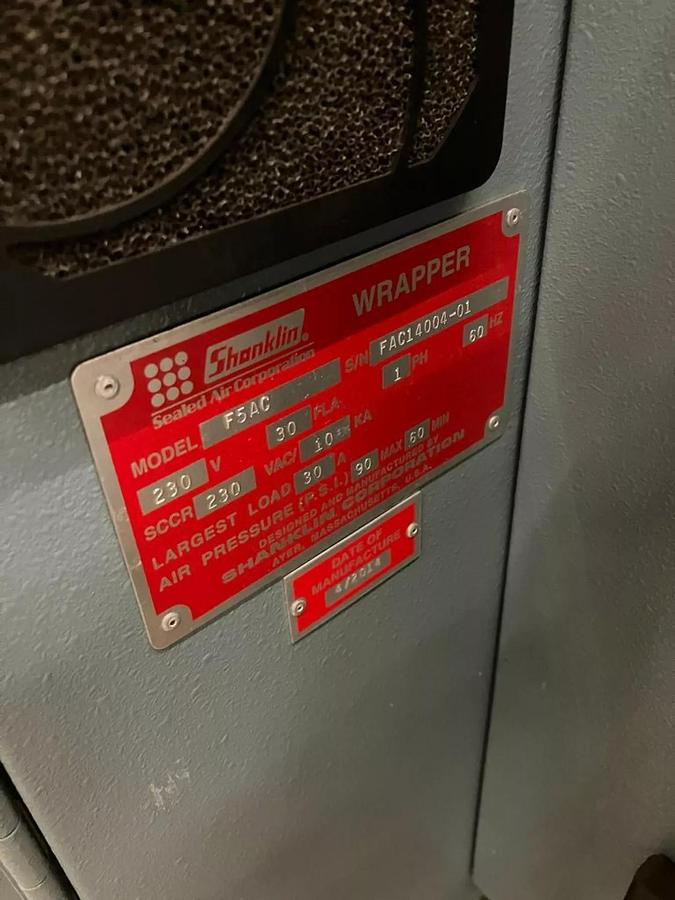 WRAPPER
Shanklin®
Sealed Air Corporation
MODEL F5AC S/N FAC14004-01
230 V 30 FLA 1 PH 60 HZ
SCCR 230 VAC/ 10 KA
LARGEST LOAD 30 A
AIR PRESSURE (P.S.I.) 90 MAX 60 MIN
DESIGNED AND MANUFACTURED BY
SHANKLIN CORPORATION
AYER, MASSACHUSETTS, U.S.A.
DATE OF
MANUFACTURE
4/2014